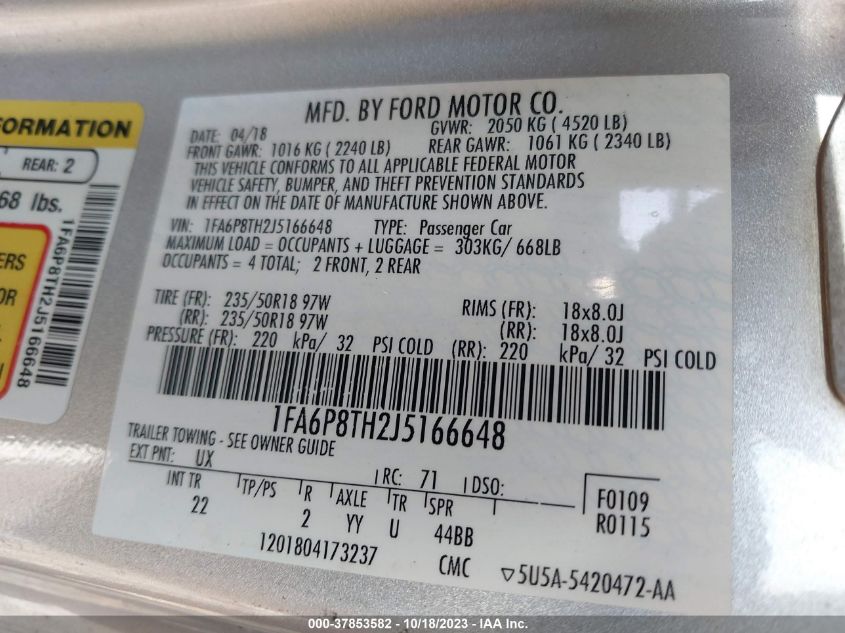 FORMATION
REAR: 2
68 lbs.
1FA6P8TH2J5166648
ERS
OR
MFD. BY FORD MOTOR CO.
DATE: 04/18 GVWR: 2050 KG ( 4520 LB)
FRONT GAWR: 1016 KG ( 2240 LB) REAR GAWR: 1061 KG ( 2340 LB)
THIS VEHICLE CONFORMS TO ALL APPLICABLE FEDERAL MOTOR
VEHICLE SAFETY, BUMPER, AND THEFT PREVENTION STANDARDS
IN EFFECT ON THE DATE OF MANUFACTURE SHOWN ABOVE.
VIN: 1FA6P8TH2J5166648 TYPE: Passenger Car
MAXIMUM LOAD = OCCUPANTS + LUGGAGE = 303KG/ 668LB
OCCUPANTS = 4 TOTAL; 2 FRONT, 2 REAR
TIRE (FR): 235/50R18 97W RIMS (FR): 18x8.0J
(RR): 235/50R18 97W (RR): 18x8.0J
PRESSURE (FR): 220 kPa/ 32 PSI COLD (RR): 220 kPa/ 32 PSI COLD
1FA6P8TH2J5166648
TRAILER TOWING - SEE OWNER GUIDE
EXT PNT: UX RC: 71 DSO:
INT TR TP/PS R AXLE TR SPR F0109
22 2 YY U 44BB R0115
1201804173237 CMC ▽5U5A-5420472-AA
000-37853582 - 10/18/2023 - IAA Inc.